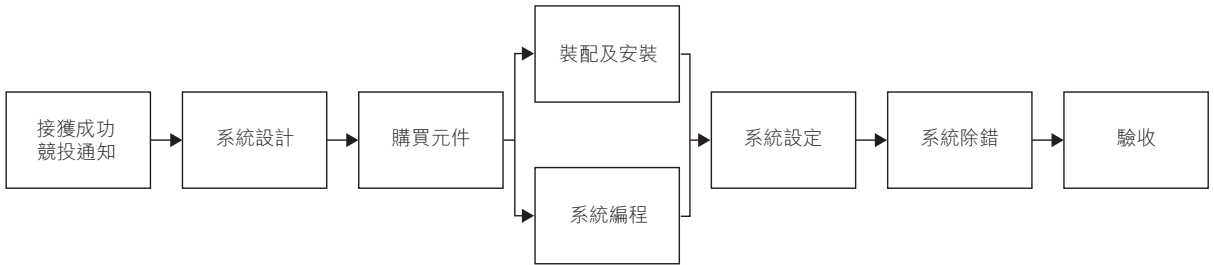 接獲成功
競投通知
系統設計
購買元件
裝配及安裝
系統編程
系統設定
系統除錯
驗收